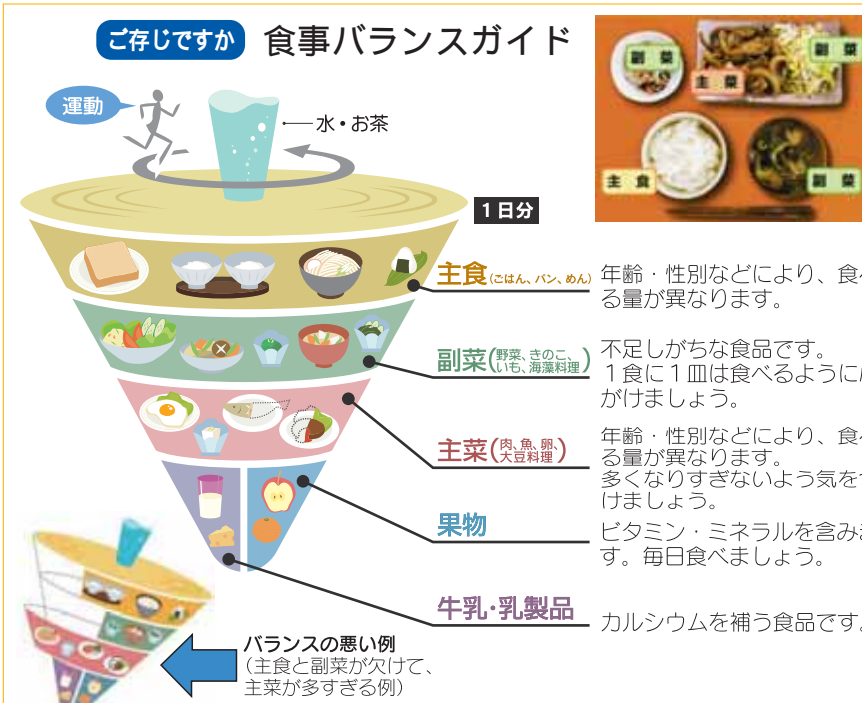 ご存じですか 食事バランスガイド
運動
水・お茶
1日分
副菜
主菜
副菜
主食
副菜
主食(ごはん、パン、めん)
年齢・性別などにより、食べ
る量が異なります。
副菜(野菜、きのこ、
いも、海藻料理)
不足しがちな食品です。
1食に1皿は食べるように
がけましょう。
主菜(肉、魚、卵、
大豆料理)
年齢・性別などにより、食べ
る量が異なります。
多くなりすぎないよう気を
けましょう。
果物
ビタミン・ミネラルを含み
す。毎日食べましょう。
牛乳・乳製品
カルシウムを補う食品です。
バランスの悪い例
(主食と副菜が欠けて、
主菜が多すぎる例)